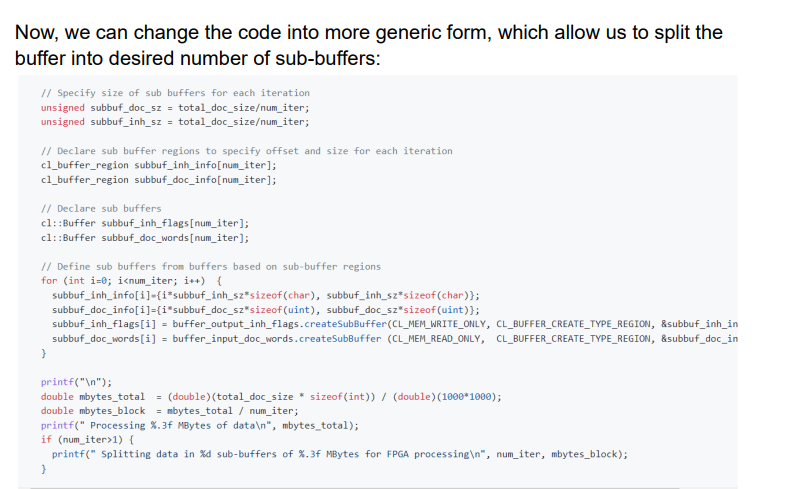 Now, we can change the code into more generic form, which allow us to split the
buffer into desired number of sub-buffers:
// Specify size of sub buffers for each iteration
unsigned subbuf_doc_sz = total_doc_size/num_iter;
unsigned subbuf_inh_sz = total_doc_size/num_iter;
// Declare sub buffer regions to specify offset and size for each iteration
cl_buffer_region subbuf_inh_info[num_iter];
cl_buffer_region subbuf_doc_info[num_iter];
// Declare sub buffers
cl::Buffer subbuf_inh_flags[num_iter];
cl::Buffer subbuf_doc_words[num_iter];
// Define sub buffers from buffers based on sub-buffer regions
for (int i=0; i<num_iter; i++)  {
  subbuf_inh_info[i]={i*subbuf_inh_sz*sizeof(char), subbuf_inh_sz*sizeof(char)};
  subbuf_doc_info[i]={i*subbuf_doc_sz*sizeof(uint), subbuf_doc_sz*sizeof(uint)};
  subbuf_inh_flags[i] = buffer_output_inh_flags.createSubBuffer(CL_MEM_WRITE_ONLY, CL_BUFFER_CREATE_TYPE_REGION, &subbuf_inh_in
  subbuf_doc_words[i] = buffer_input_doc_words.createSubBuffer (CL_MEM_READ_ONLY,  CL_BUFFER_CREATE_TYPE_REGION, &subbuf_doc_in
}
printf("\n");
double mbytes_total  = (double)(total_doc_size * sizeof(int)) / (double)(1000*1000);
double mbytes_block  = mbytes_total / num_iter;
printf(" Processing %.3f MBytes of data\n", mbytes_total);
if (num_iter>1) {
  printf(" Splitting data in %d sub-buffers of %.3f MBytes for FPGA processing\n", num_iter, mbytes_block);
}